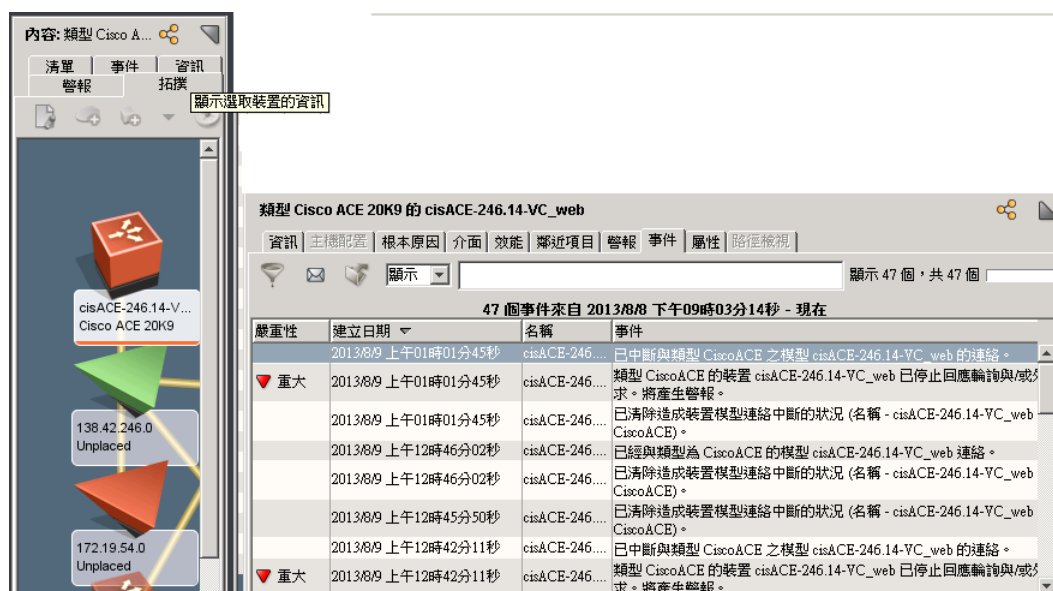 內容: 類型 Cisco A...
清單 事件 資訊
警報 拓撲
顯示選取裝置的資訊
cisACE-246.14-V...
Cisco ACE 20K9
138.42.246.0
Unplaced
172.19.54.0
Unplaced
類型 Cisco ACE 20K9 的 cisACE-246.14-VC_web
資訊 主機配置 根本原因 介面 效能 鄰近項目 警報 事件 屬性 路徑檢視
顯示 顯示 47 個，共 47 個
47 個事件來自 2013/8/8 下午09時03分14秒 - 現在
嚴重性 建立日期 名稱 事件
2013/8/9 上午01時01分45秒 cisACE-246.... 已中斷與類型 CiscoACE 之模型 cisACE-246.14-VC_web 的連絡。
重大 2013/8/9 上午01時01分45秒 cisACE-246.... 類型 CiscoACE 的裝置 cisACE-246.14-VC_web 已停止回應輪詢與/或
求。將產生警報。
2013/8/9 上午01時01分45秒 cisACE-246.... 已清除造成裝置模型連絡中斷的狀況 (名稱 - cisACE-246.14-VC_web
CiscoACE)。
2013/8/9 上午12時46分02秒 cisACE-246.... 已經與類型為 CiscoACE 的模型 cisACE-246.14-VC_web 連絡。
2013/8/9 上午12時46分02秒 cisACE-246.... 已清除造成裝置模型連絡中斷的狀況 (名稱 - cisACE-246.14-VC_web
CiscoACE)。
2013/8/9 上午12時45分50秒 cisACE-246.... 已清除造成裝置模型連絡中斷的狀況 (名稱 - cisACE-246.14-VC_web
CiscoACE)。
2013/8/9 上午12時42分11秒 cisACE-246.... 已中斷與類型 CiscoACE 之模型 cisACE-246.14-VC_web 的連絡。
重大 2013/8/9 上午12時42分11秒 cisACE-246.... 類型 CiscoACE 的裝置 cisACE-246.14-VC_web 已停止回應輪詢與/或
求。將產生警報。